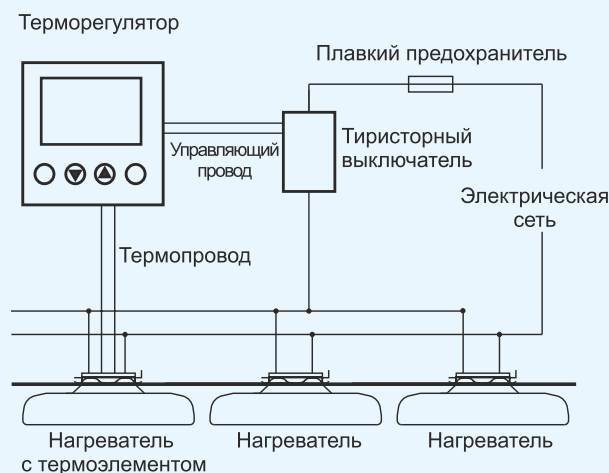 Терморегулятор
Плавкий предохранитель
Управляющий
провод
Тиристорный
выключатель
Электрическая
сеть
Термопровод
Нагреватель
с термоэлементом
Нагреватель
Нагреватель